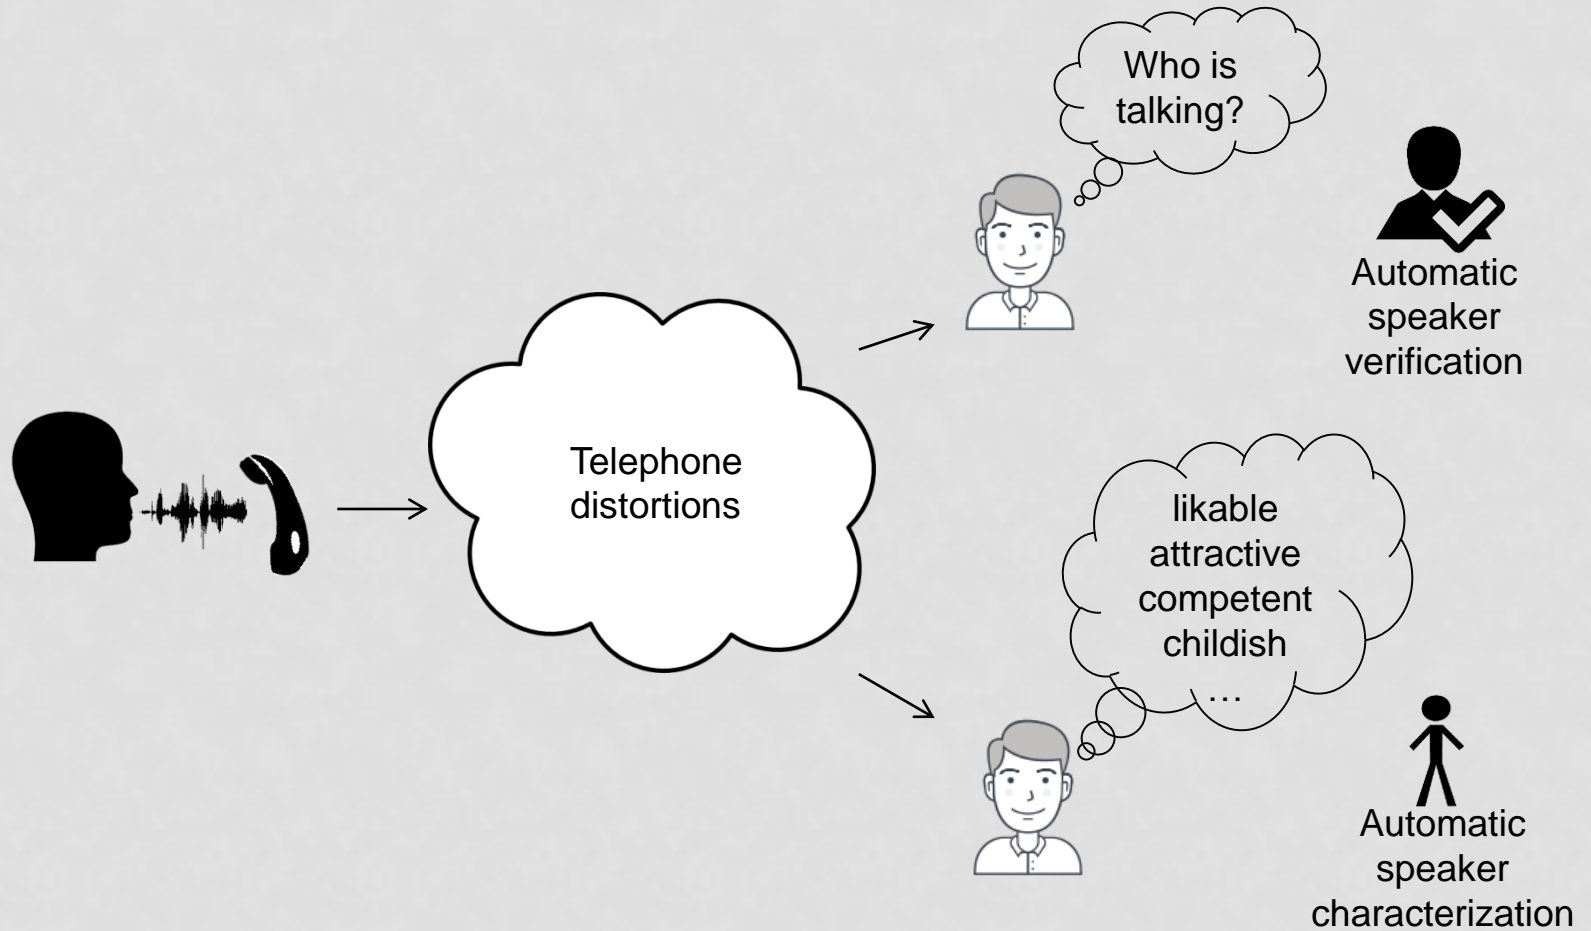 Who is
talking?
Automatic
speaker
verification
Telephone
distortions
likable
attractive
competent
childish
…
Automatic
speaker
characterization